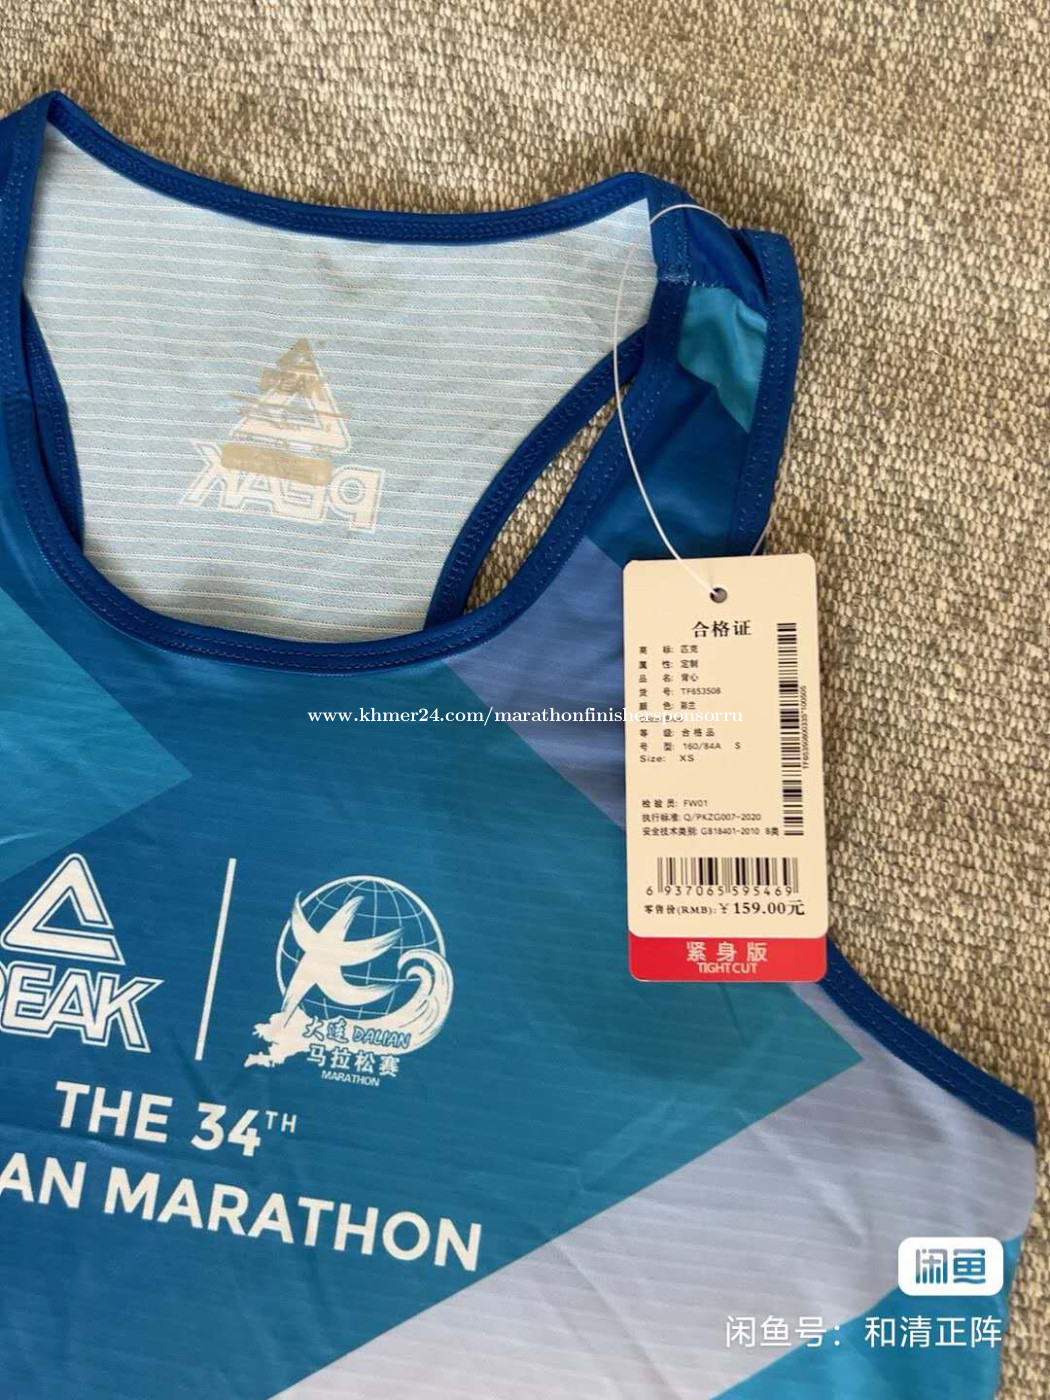 PEAK
合格证
商 标: 匹克
属 性: 定制
品 名: 背心
货 号: TF653508
颜 色: 彩兰
等 级: 合格品
号 型: 160/84A S
Size: XS
检验员: FW01
执行标准: Q/PKZG007-2020
安全技术类别: GB18401-2010 B类
6 937065 595469
零售价(RMB): ¥159.00元
紧身版
TIGHT CUT
www.khmer24.com/marathonfinishersponsorru
PEAK
大连 DALIAN
马拉松赛
MARATHON
THE 34TH
AN MARATHON
闲鱼
闲鱼号：和清正阵